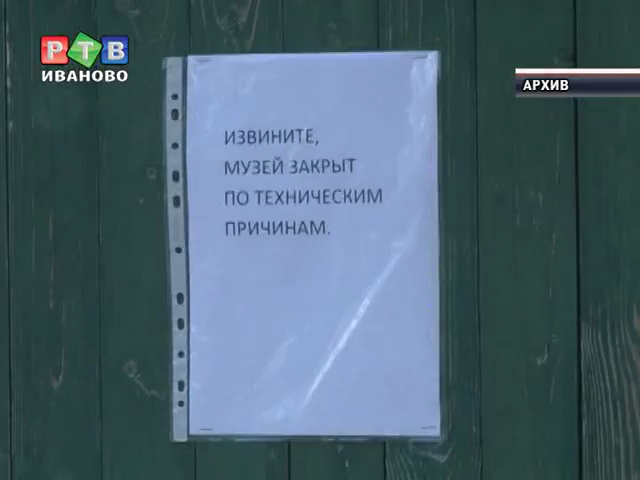 РТВ
ИВАНОВО
АРХИВ
ИЗВИНИТЕ,
МУЗЕЙ ЗАКРЫТ
ПО ТЕХНИЧЕСКИМ
ПРИЧИНАМ.